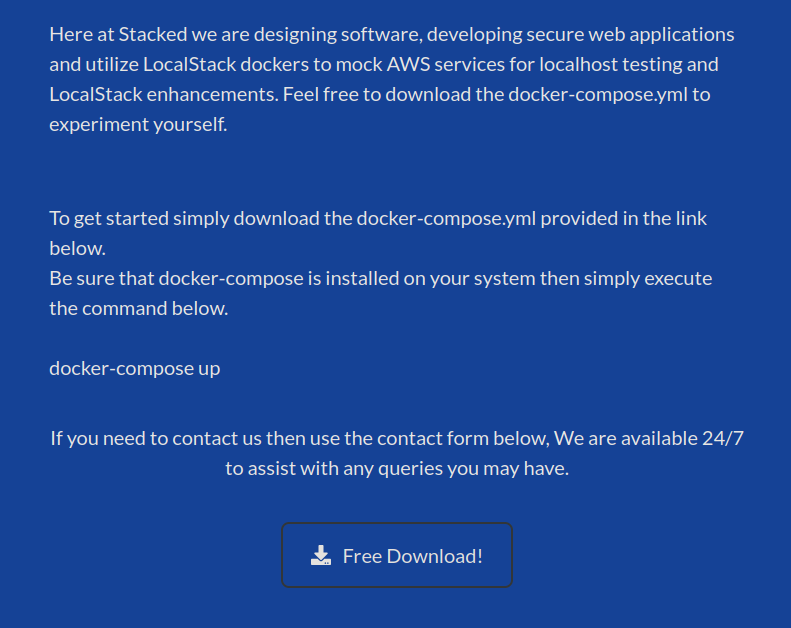 Here at Stacked we are designing software, developing secure web applications
and utilize LocalStack dockers to mock AWS services for localhost testing and
LocalStack enhancements. Feel free to download the docker-compose.yml to
experiment yourself.
To get started simply download the docker-compose.yml provided in the link
below.
Be sure that docker-compose is installed on your system then simply execute
the command below.
docker-compose up
If you need to contact us then use the contact form below, We are available 24/7
to assist with any queries you may have.
Free Download!